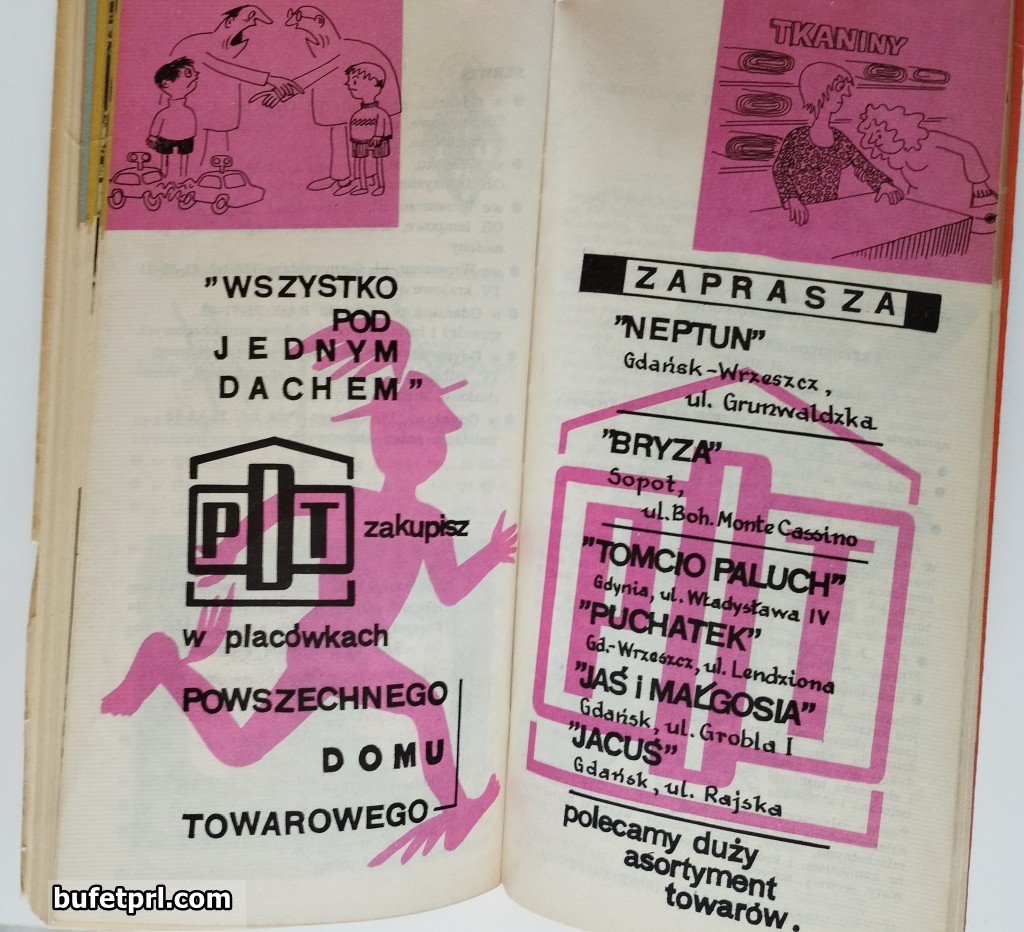 "WSZYSTKO
POD
JEDNYM
DACHEM"
PDT zakupisz
w placówkach
POWSZECHNEGO
DOMU
TOWAROWEGO
bufetprl.com
TKANINY
ZAPRASZA
"NEPTUN"
Gdańsk-Wrzeszcz,
ul. Grunwaldzka
"BRYZA"
Sopot,
ul. Boh. Monte Cassino
"TOMCIO PALUCH"
Gdynia, ul. Władysława IV
"PUCHATEK"
Gd.-Wrzeszcz, ul. Lendziona
"JAŚ i MAŁGOSIA"
Gdańsk, ul. Grobla I
"JACUŚ"
Gdańsk, ul. Rajska
polecamy duży
asortyment
towarów.